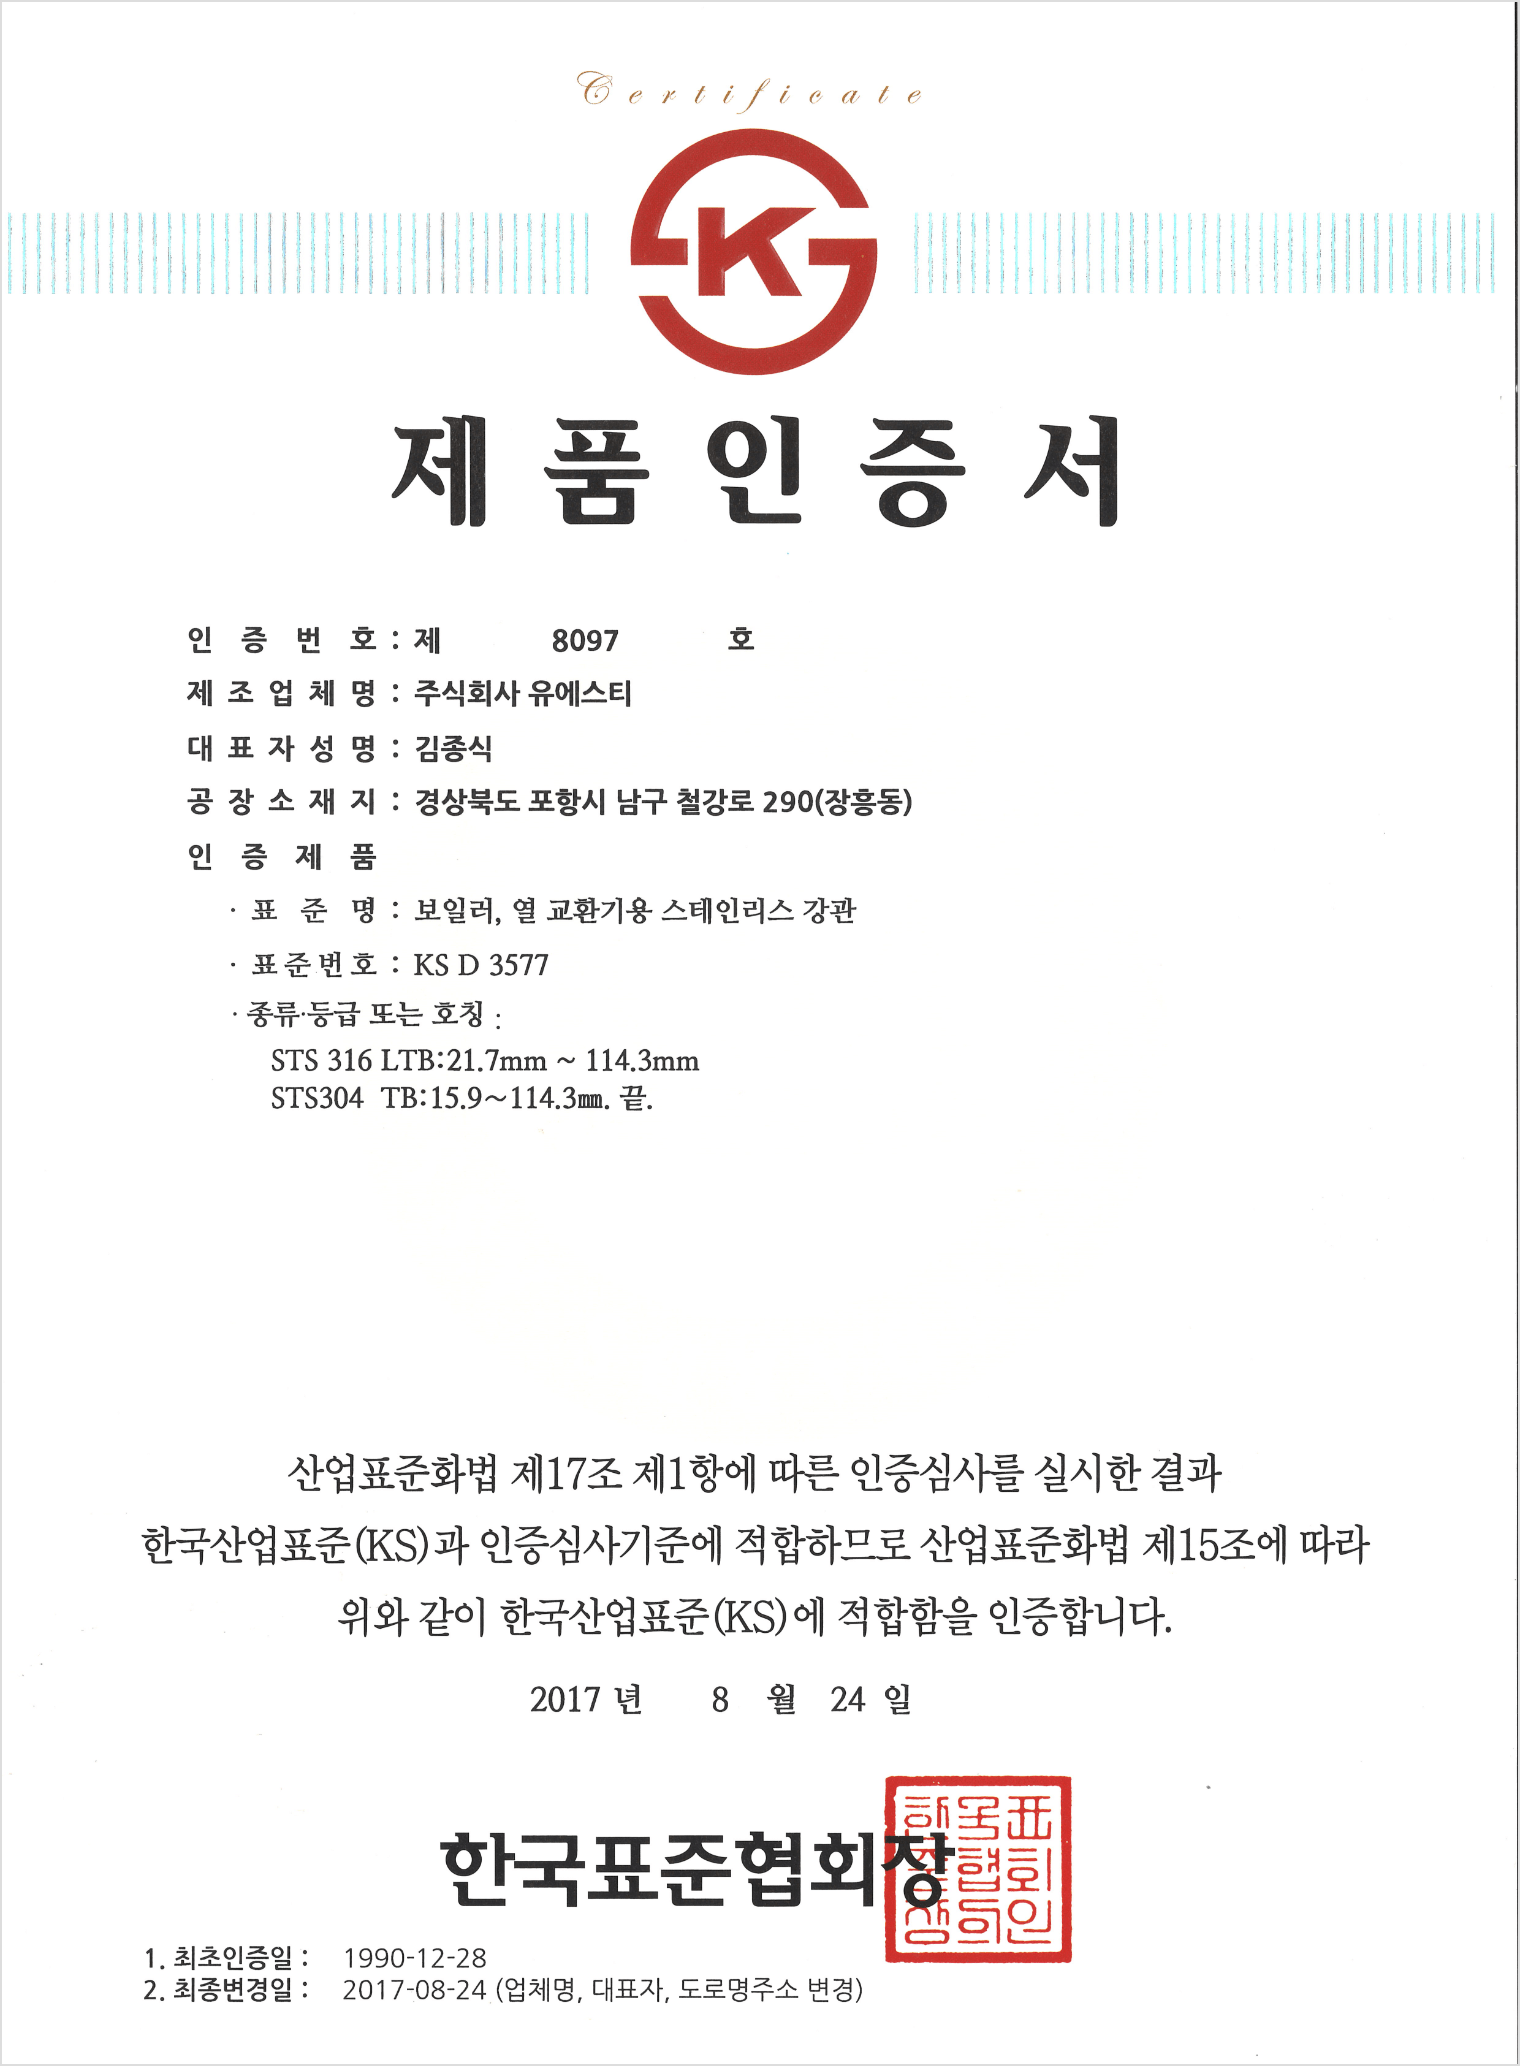 Certificate
K
제품인증서
인증번호 : 제 8097 호
제조업체명 : 주식회사 유에스티
대표자성명 : 김종식
공장소재지 : 경상북도 포항시 남구 철강로 290(장흥동)
인증제품
· 표준명 : 보일러, 열 교환기용 스테인리스 강관
· 표준번호 : KS D 3577
· 종류·등급 또는 호칭 :
STS 316 LTB:21.7mm ~ 114.3mm
STS304 TB:15.9~114.3㎜. 끝.
산업표준화법 제17조 제1항에 따른 인증심사를 실시한 결과
한국산업표준(KS)과 인증심사기준에 적합하므로 산업표준화법 제15조에 따라
위와 같이 한국산업표준(KS)에 적합함을 인증합니다.
2017 년 8 월 24 일
한국표준협회장
1. 최초인증일 : 1990-12-28
2. 최종변경일 : 2017-08-24 (업체명, 대표자, 도로명주소 변경)